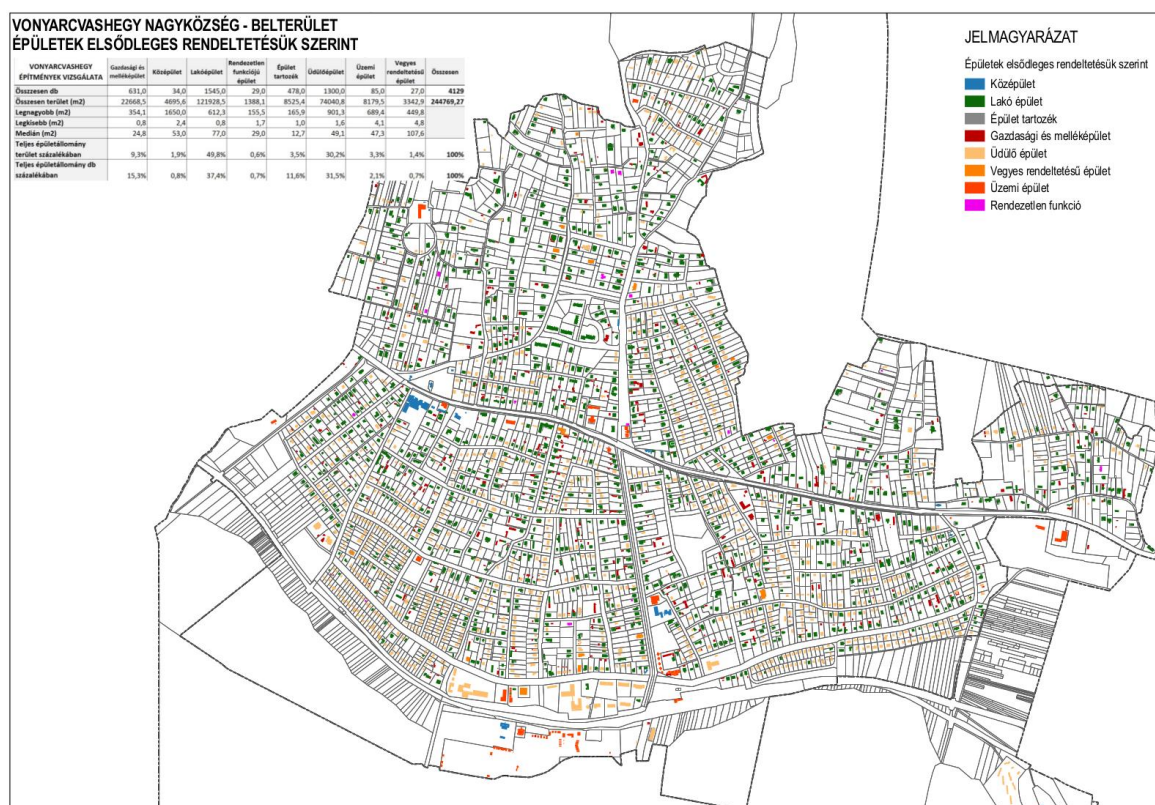 VONYARCVASHEGY NAGYKÖZSÉG - BELTERÜLET
ÉPÜLETEK ELSŐDLEGES RENDELTETÉSÜK SZERINT
VONYARCVASHEGY ÉPÍTMÉNYEK VIZSGÁLATA Gazdasági és melléképület Középület Lakóépület Rendezetlen funkciójú épület Épület tartozék Üdülőépület Üzemi épület Vegyes rendeltetésű épület Összesen
Összzesen db 631,0 34,0 1545,0 29,0 478,0 1300,0 85,0 27,0 4129
Összesen terület (m2) 22668,5 4695,6 121928,5 1388,1 8525,4 74040,8 8179,5 3342,9 244769,27
Legnagyobb (m2) 354,1 1650,0 612,3 155,5 165,9 901,3 689,4 449,8
Legkisebb (m2) 0,8 2,4 0,8 1,7 1,0 1,6 4,1 4,8
Medián (m2) 24,8 53,0 77,0 29,0 12,7 49,1 47,3 107,6
Teljes épületállomány
terület százalékában 9,3% 1,9% 49,8% 0,6% 3,5% 30,2% 3,3% 1,4% 100%
Teljes épületállomány db
százalékában 15,3% 0,8% 37,4% 0,7% 11,6% 31,5% 2,1% 0,7% 100%
JELMAGYARÁZAT
Épületek elsődleges rendeltetésük szerint
Középület
Lakó épület
Épület tartozék
Gazdasági és melléképület
Üdülő épület
Vegyes rendeltetésű épület
Üzemi épület
Rendezetlen funkció